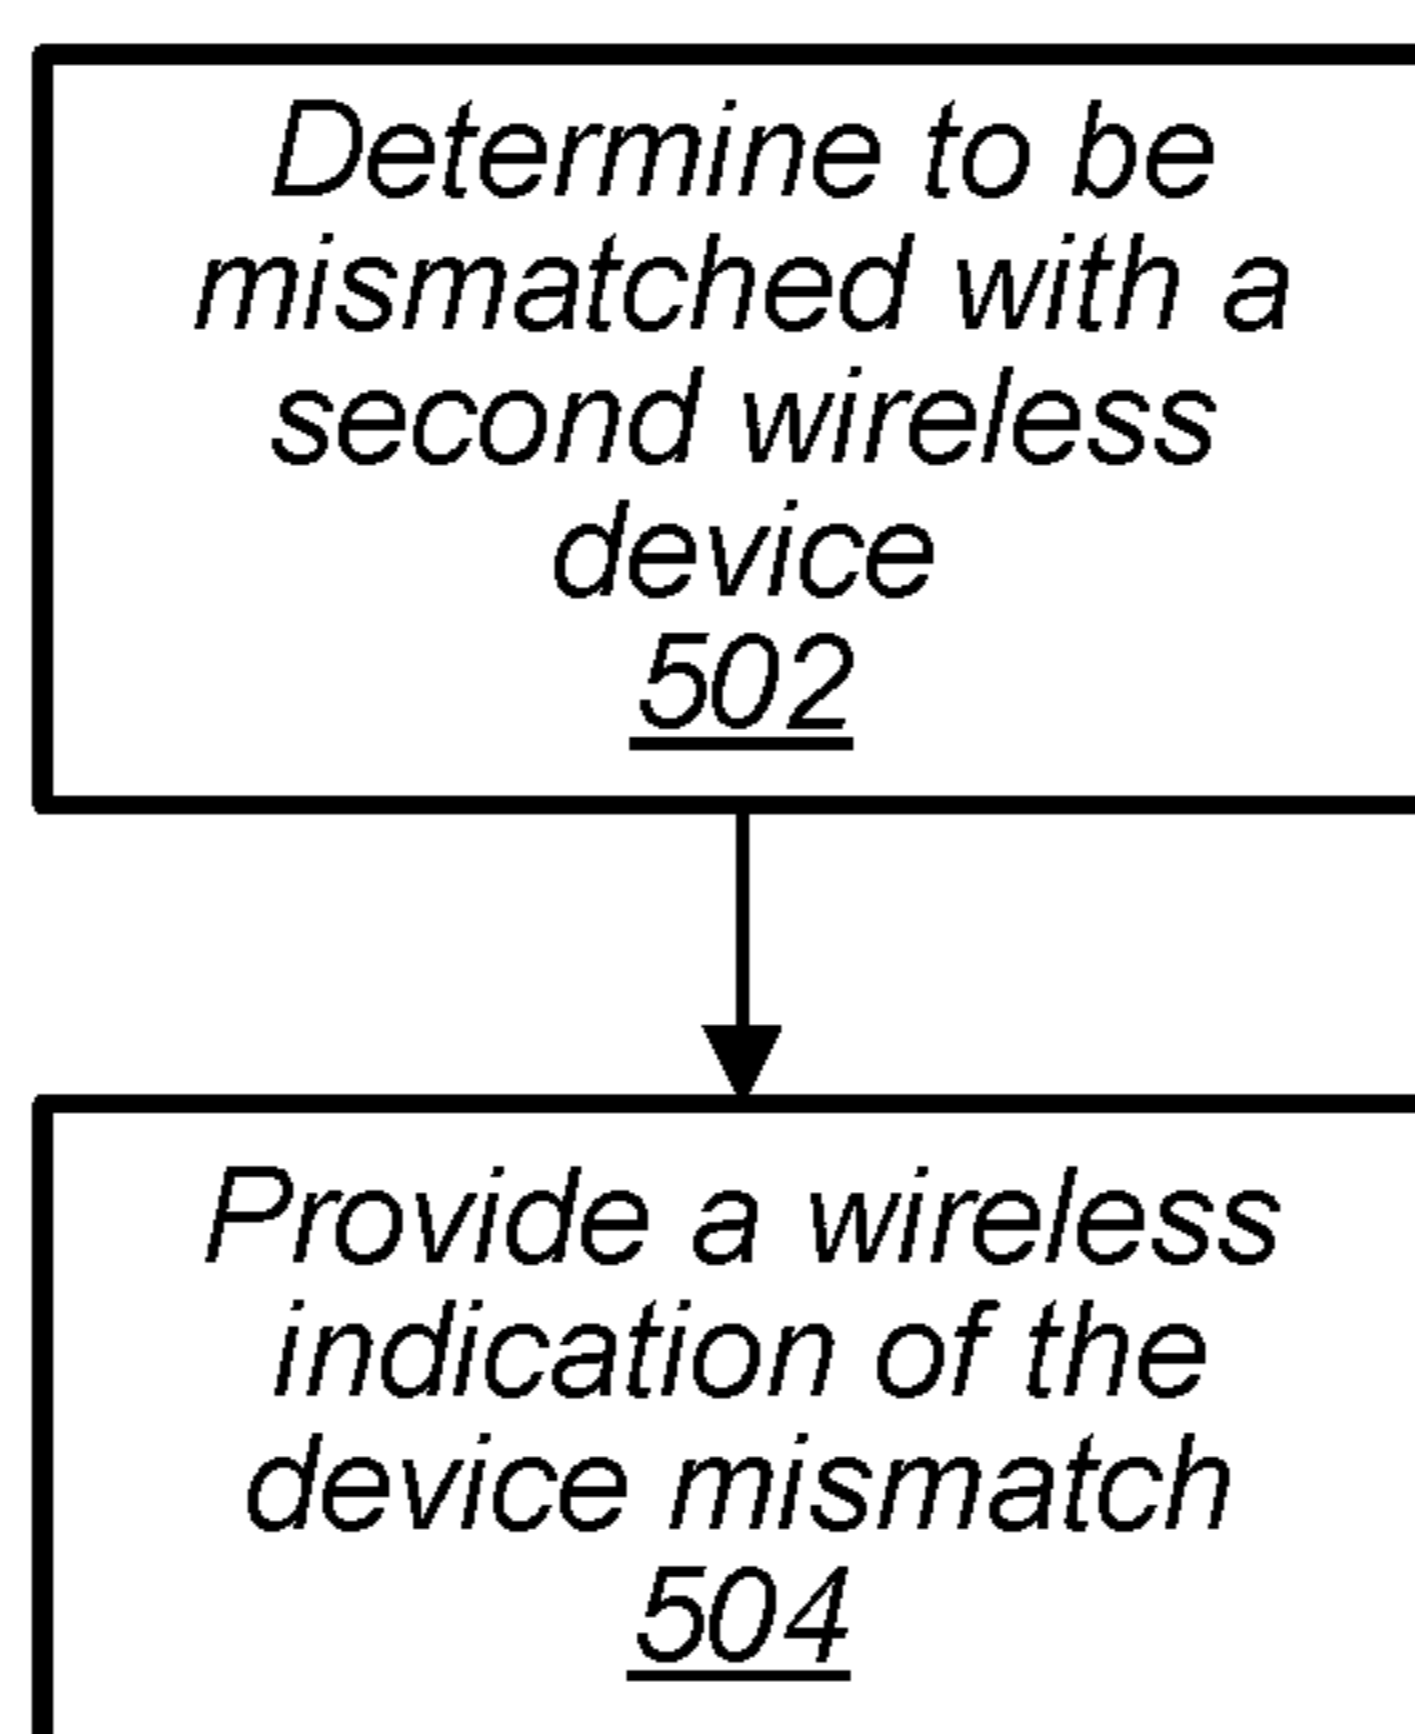 Determine to be
mismatched with a
second wireless
device
502
Provide a wireless
indication of the
device mismatch
504